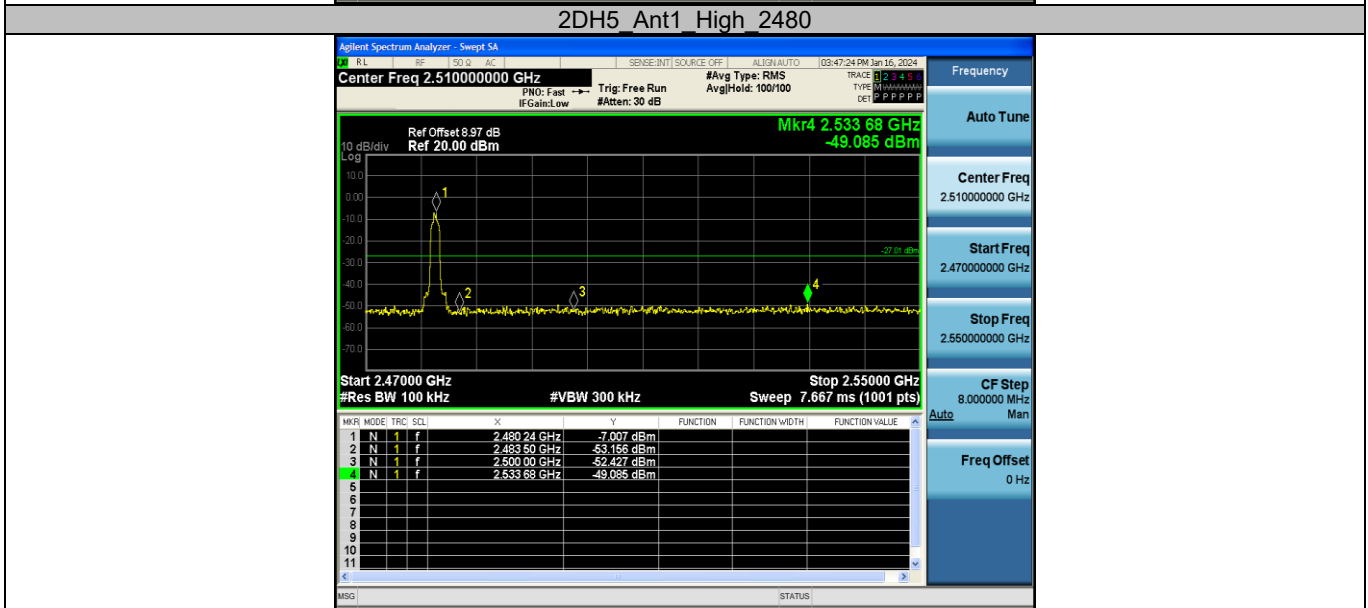 2DH5_Ant1_High_2480
Agilent Spectrum Analyzer - Swept SA
RL RF 50 Ω AC SENSE:INT SOURCE OFF ALIGN AUTO 03:47:24 PM Jan 16, 2024
Center Freq 2.510000000 GHz
PNO: Fast
IFGain:Low
Trig: Free Run
#Atten: 30 dB
#Avg Type: RMS
Avg|Hold: 100/100
TRACE 1 2 3 4 5 6
TYPE M
DET P P P P P P
Frequency
Auto Tune
Mkr4 2.533 68 GHz
-49.085 dBm
Ref Offset 8.97 dB
10 dB/div Ref 20.00 dBm
Log
10.0
0.00
-10.0
-20.0
-30.0
-40.0
-50.0
-60.0
-70.0
1
2
3
4
-27.01 dBm
Start 2.47000 GHz Stop 2.55000 GHz
#Res BW 100 kHz #VBW 300 kHz Sweep 7.667 ms (1001 pts)
Center Freq
2.510000000 GHz
Start Freq
2.470000000 GHz
Stop Freq
2.550000000 GHz
CF Step
8.000000 MHz
Auto Man
Freq Offset
0 Hz
MKR MODE TRC SCL X Y FUNCTION FUNCTION WIDTH FUNCTION VALUE
1 N 1 f 2.480 24 GHz -7.007 dBm
2 N 1 f 2.483 50 GHz -53.156 dBm
3 N 1 f 2.500 00 GHz -52.427 dBm
4 N 1 f 2.533 68 GHz -49.085 dBm
5
6
7
8
9
10
11
MSG STATUS